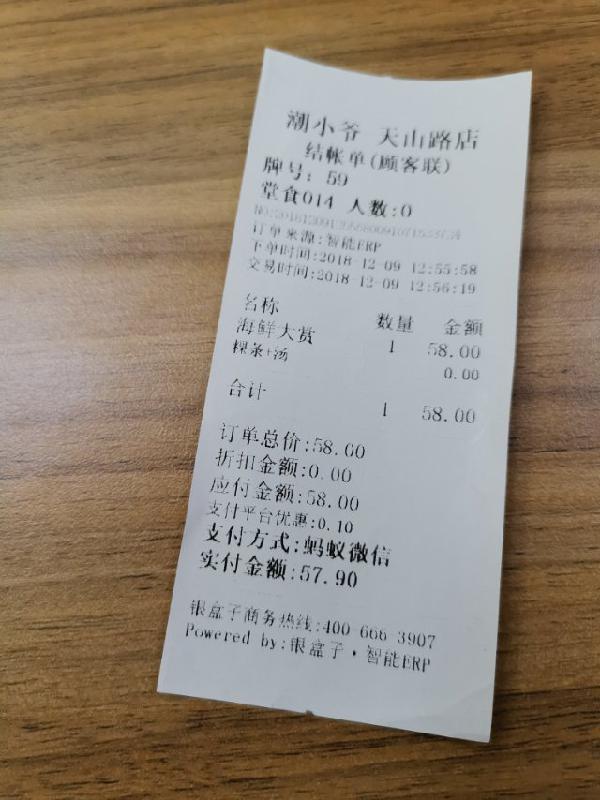 潮小爷 天山路店
结帐单(顾客联)
牌号: 59
堂食014 人数:0
订单来源:智能ERP
下单时间:2018-12-09 12:55:58
交易时间:2018-12-09 12:56:19
名称 数量 金额
海鲜大赏 1 58.00
粿条+汤 0.00
合计 1 58.00
订单总价:58.00
折扣金额:0.00
应付金额:58.00
支付平台优惠:0.10
支付方式:蚂蚁微信
实付金额:57.90
银盒子商务热线:400 666 3907
Powered by:银盒子·智能ERP